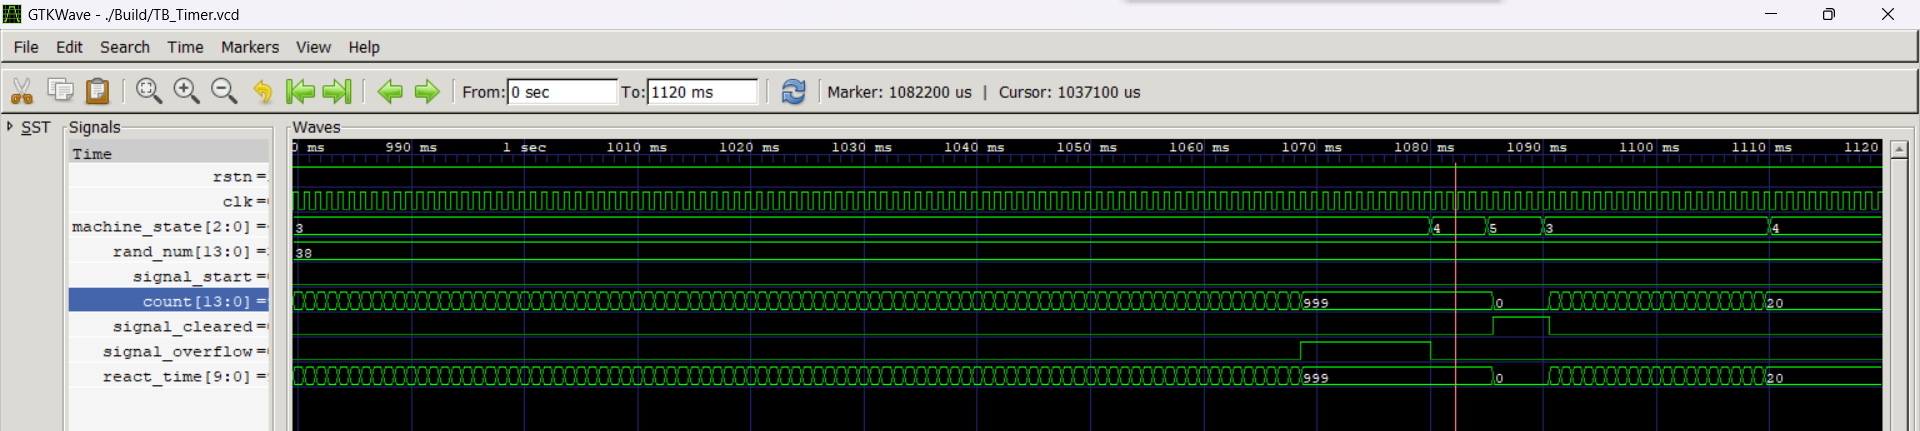 GTKWave - ./Build/TB_Timer.vcd
File Edit Search Time Markers View Help
From: 0 sec To: 1120 ms Marker: 1082200 us | Cursor: 1037100 us
SST Signals Waves
Time 0 ms 990 ms 1 sec 1010 ms 1020 ms 1030 ms 1040 ms 1050 ms 1060 ms 1070 ms 1080 ms 1090 ms 1100 ms 1110 ms 1120
rstn =
clk =
machine_state[2:0] = 3 4 5 3 4
rand_num[13:0] = 38
signal_start =
count[13:0] = 999 0 20
signal_cleared =
signal_overflow =
react_time[9:0] = 999 0 20